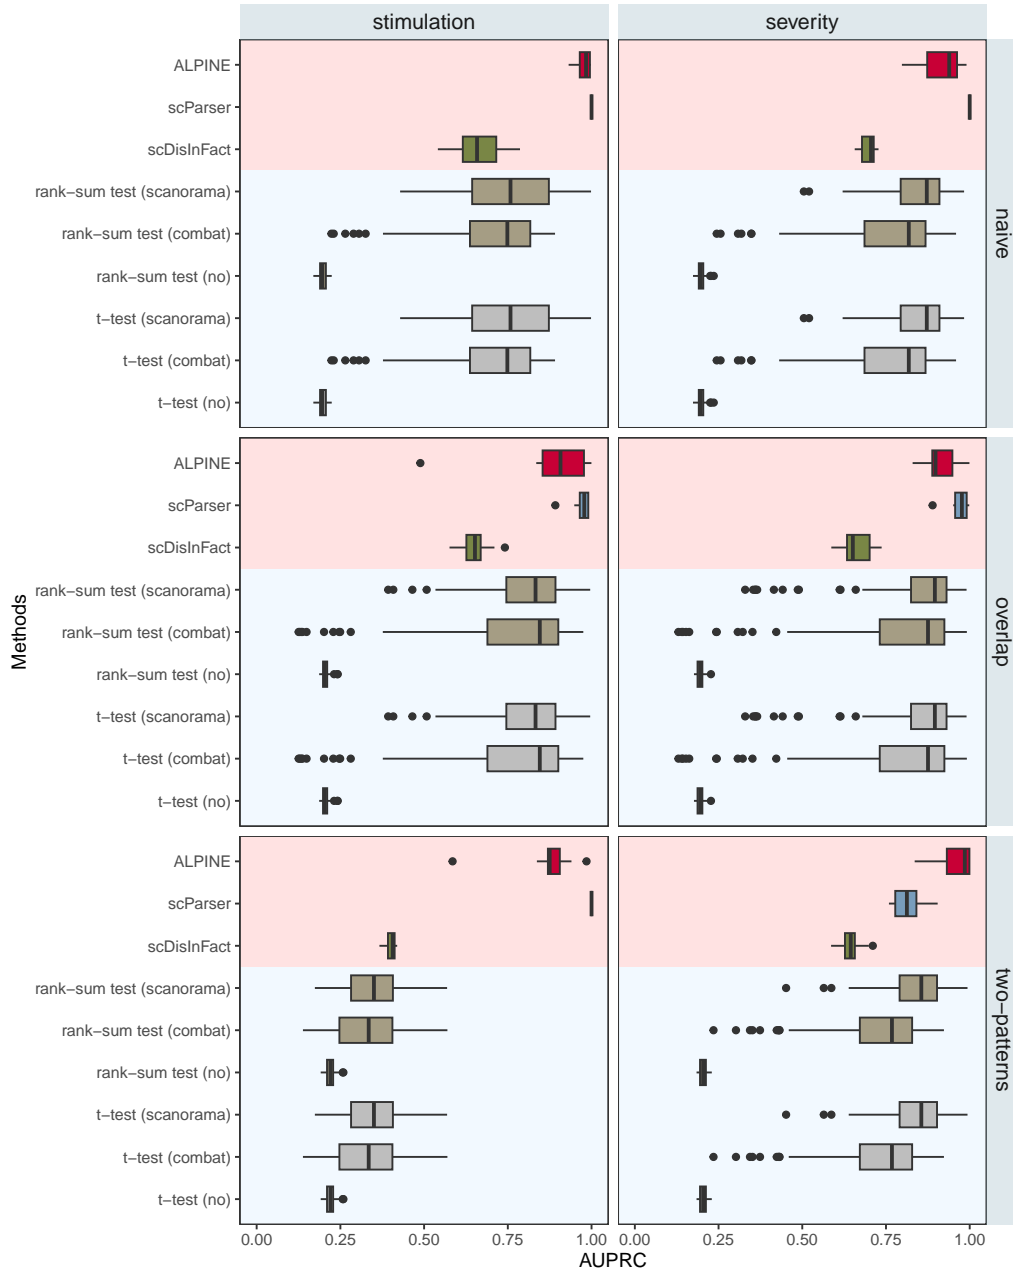 stimulation
severity
ALPINE
scParser
scDisInFact
rank−sum test (scanorama)
rank−sum test (combat)
rank−sum test (no)
t−test (scanorama)
t−test (combat)
t−test (no)
naive
ALPINE
scParser
scDisInFact
rank−sum test (scanorama)
rank−sum test (combat)
rank−sum test (no)
t−test (scanorama)
t−test (combat)
t−test (no)
overlap
Methods
ALPINE
scParser
scDisInFact
rank−sum test (scanorama)
rank−sum test (combat)
rank−sum test (no)
t−test (scanorama)
t−test (combat)
t−test (no)
two−patterns
0.00 0.25 0.50 0.75 1.00 0.00 0.25 0.50 0.75 1.00
AUPRC